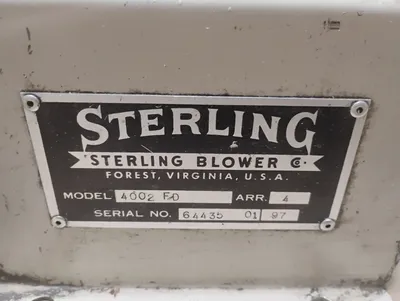 STERLING
STERLING BLOWER CO
FOREST, VIRGINIA, U.S.A.
MODEL 4002 FD ARR. 4
SERIAL NO. 64435 01 97